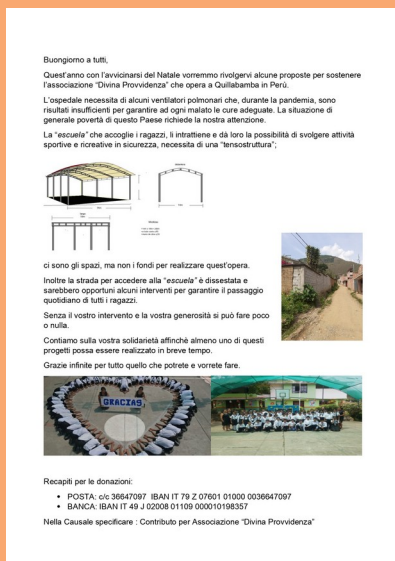 Buongiorno a tutti,
Quest'anno con l'avvicinarsi del Natale vorremmo rivolgervi alcune proposte per sostenere
l'associazione "Divina Provvidenza" che opera a Quillabamba in Perù.
L'ospedale necessita di alcuni ventilatori polmonari che, durante la pandemia, sono
risultati insufficienti per garantire ad ogni malato le cure adeguate. La situazione di
generale povertà di questo Paese richiede la nostra attenzione.
La "escuela" che accoglie i ragazzi, li intrattiene e dà loro la possibilità di svolgere attività
sportive e ricreative in sicurezza, necessita di una "tensostruttura";
ci sono gli spazi, ma non i fondi per realizzare quest'opera.
Inoltre la strada per accedere alla "escuela" è dissestata e
sarebbero opportuni alcuni interventi per garantire il passaggio
quotidiano di tutti i ragazzi.
Senza il vostro intervento e la vostra generosità si può fare poco
o nulla.
Contiamo sulla vostra solidarietà affinchè almeno uno di questi
progetti possa essere realizzato in breve tempo.
Grazie infinite per tutto quello che potrete e vorrete fare.
GRACIAS
Recapiti per le donazioni :
• POSTA: c/c 36647097 IBAN IT 79 Z 07601 01000 0036647097
• BANCA: IBAN IT 49 J 02008 01109 000010198357
Nella Causale specificare : Contributo per Associazione "Divina Provvidenza"